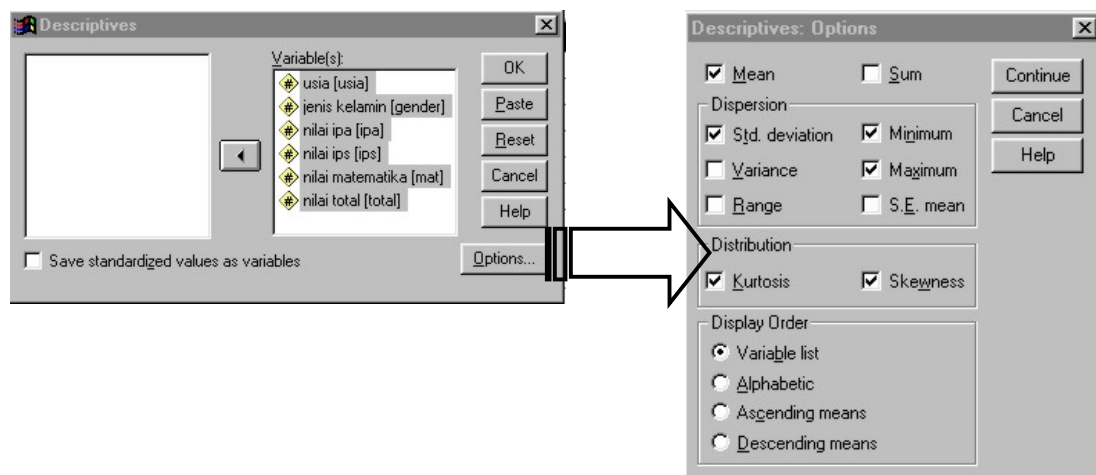 Descriptives
Variable(s):
usia [usia]
jenis kelamin [gender]
nilai ipa [ipa]
nilai ips [ips]
nilai matematika [mat]
nilai total [total]
OK
Paste
Reset
Cancel
Help
Save standardized values as variables
Options...
Descriptives: Options
Mean
Sum
Continue
Cancel
Help
Dispersion
Std. deviation
Minimum
Variance
Maximum
Range
S.E. mean
Distribution
Kurtosis
Skewness
Display Order
Variable list
Alphabetic
Ascending means
Descending means